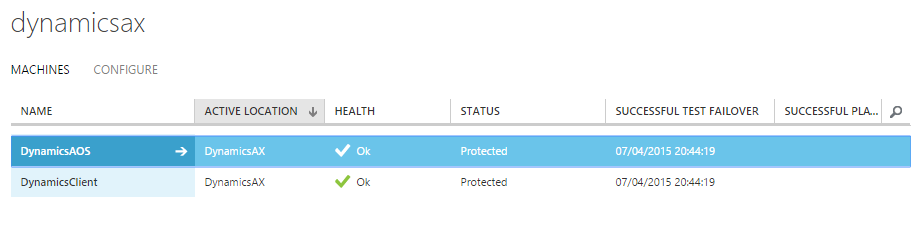 dynamicsax
MACHINES CONFIGURE
NAME ACTIVE LOCATION HEALTH STATUS SUCCESSFUL TEST FAILOVER SUCCESSFUL PLA...
DynamicsAOS DynamicsAX Ok Protected 07/04/2015 20:44:19
DynamicsClient DynamicsAX Ok Protected 07/04/2015 20:44:19